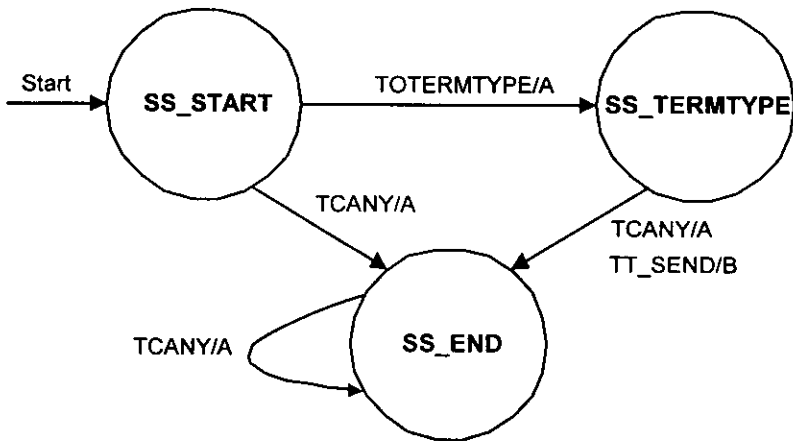 Start
SS_START
TOTERMTYPE/A
SS_TERMTYPE
TCANY/A
TCANY/A
TT_SEND/B
TCANY/A
SS_END